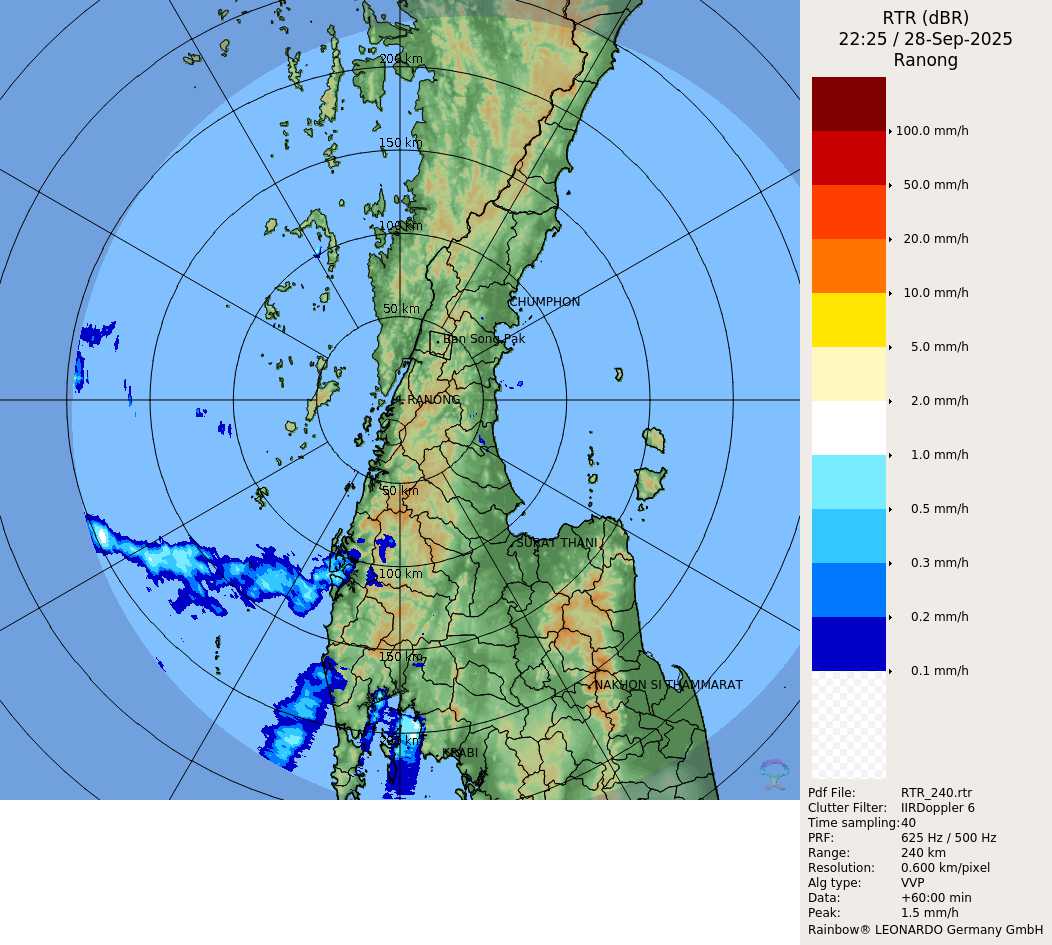 RTR (dBR)
22:25 / 28-Sep-2025
Ranong
200 km
150 km
100 km
50 km
CHUMPHON
Ban Song Pak
RANONG
50 km
SURAT THANI
100 km
150 km
NAKHON SI THAMMARAT
200 km
KRABI
100.0 mm/h
50.0 mm/h
20.0 mm/h
10.0 mm/h
5.0 mm/h
2.0 mm/h
1.0 mm/h
0.5 mm/h
0.3 mm/h
0.2 mm/h
0.1 mm/h
Pdf File: RTR_240.rtr
Clutter Filter: IIRDoppler 6
Time sampling:40
PRF: 625 Hz / 500 Hz
Range: 240 km
Resolution: 0.600 km/pixel
Alg type: VVP
Data: +60:00 min
Peak: 1.5 mm/h
Rainbow® LEONARDO Germany GmbH